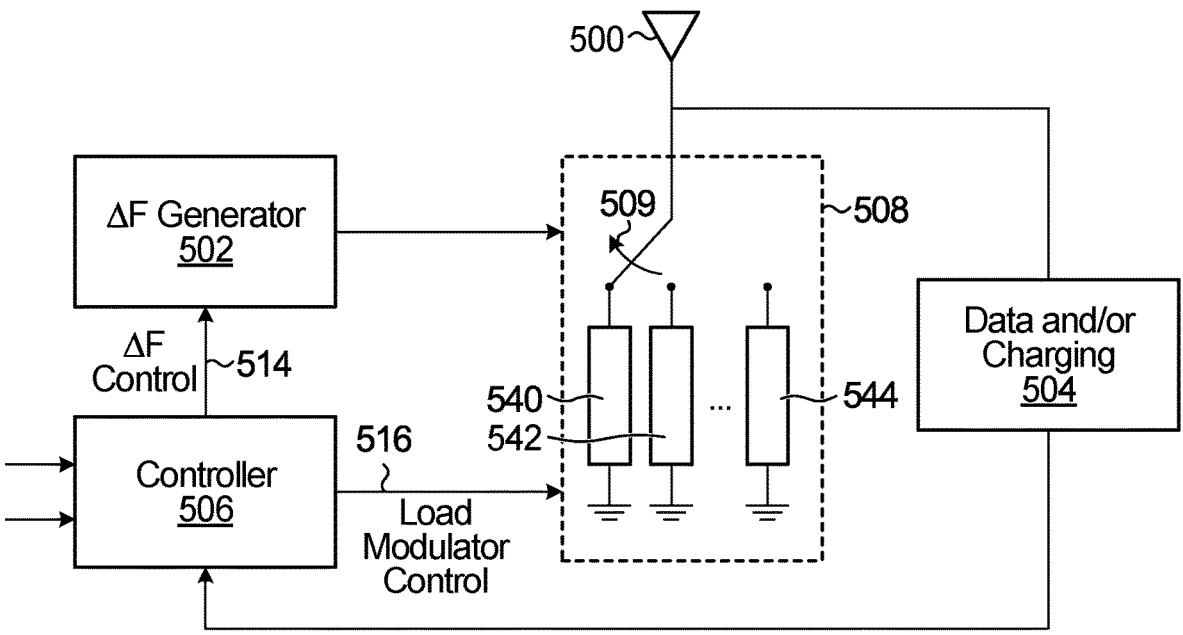 500
509
508
ΔF Generator
502
ΔF
Control
514
540
542
...
544
Data and/or
Charging
504
516
Controller
506
Load
Modulator
Control